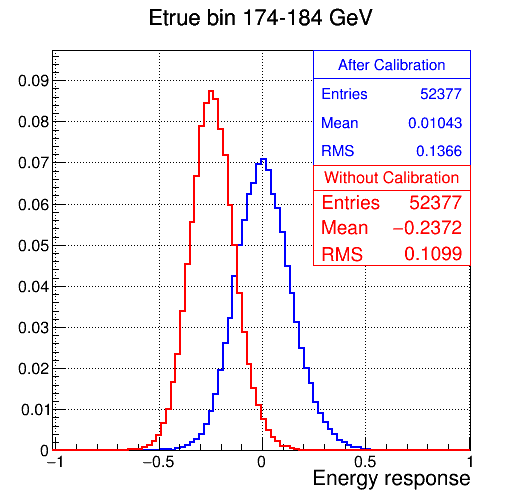 Etrue bin 174-184 GeV
After Calibration
Entries 52377
Mean 0.01043
RMS 0.1366
Without Calibration
Entries 52377
Mean −0.2372
RMS 0.1099
0.09
0.08
0.07
0.06
0.05
0.04
0.03
0.02
0.01
0
−1 −0.5 0 0.5 1
Energy response